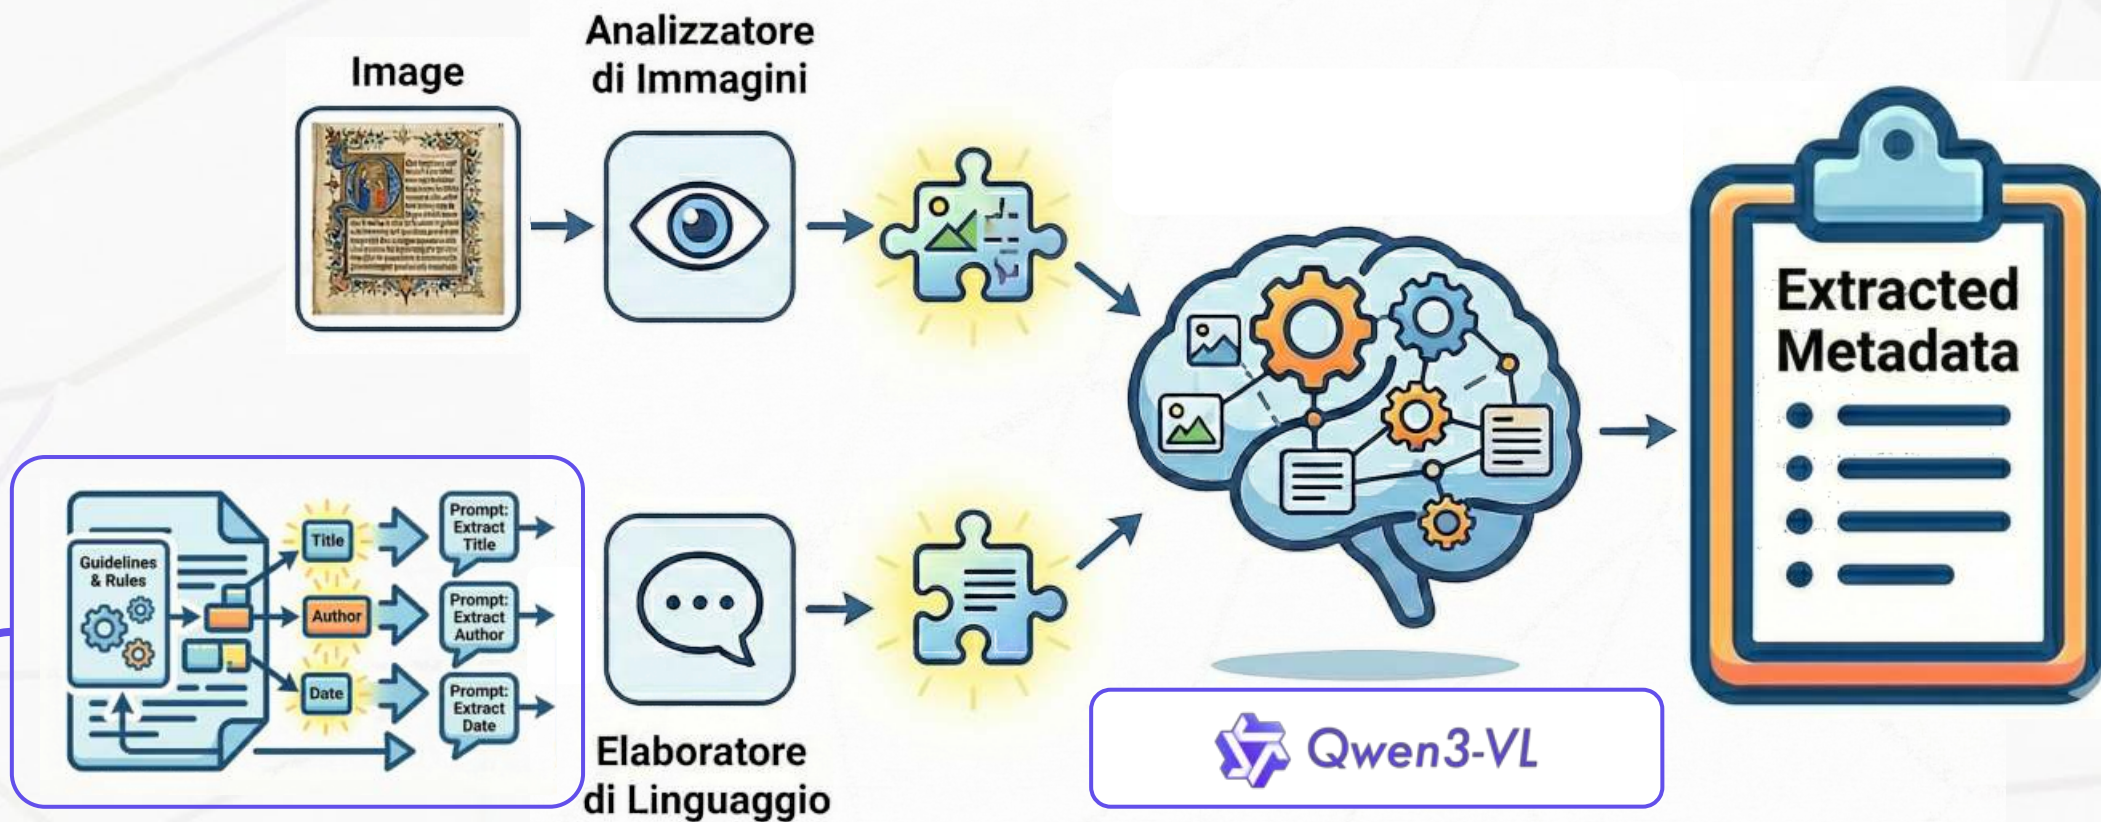 Image
Analizzatore
di Immagini
Extracted
Metadata
Guidelines
& Rules
Title
Author
Date
Prompt:
Extract
Title
Prompt:
Extract
Author
Prompt:
Extract
Date
Elaboratore
di Linguaggio
Qwen3-VL